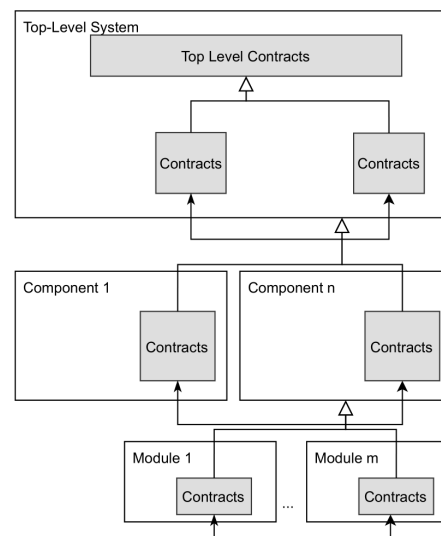 Top-Level System
Top Level Contracts
Contracts
Contracts
Component 1
Component n
Contracts
Contracts
Module 1
Module m
Contracts
...
Contracts